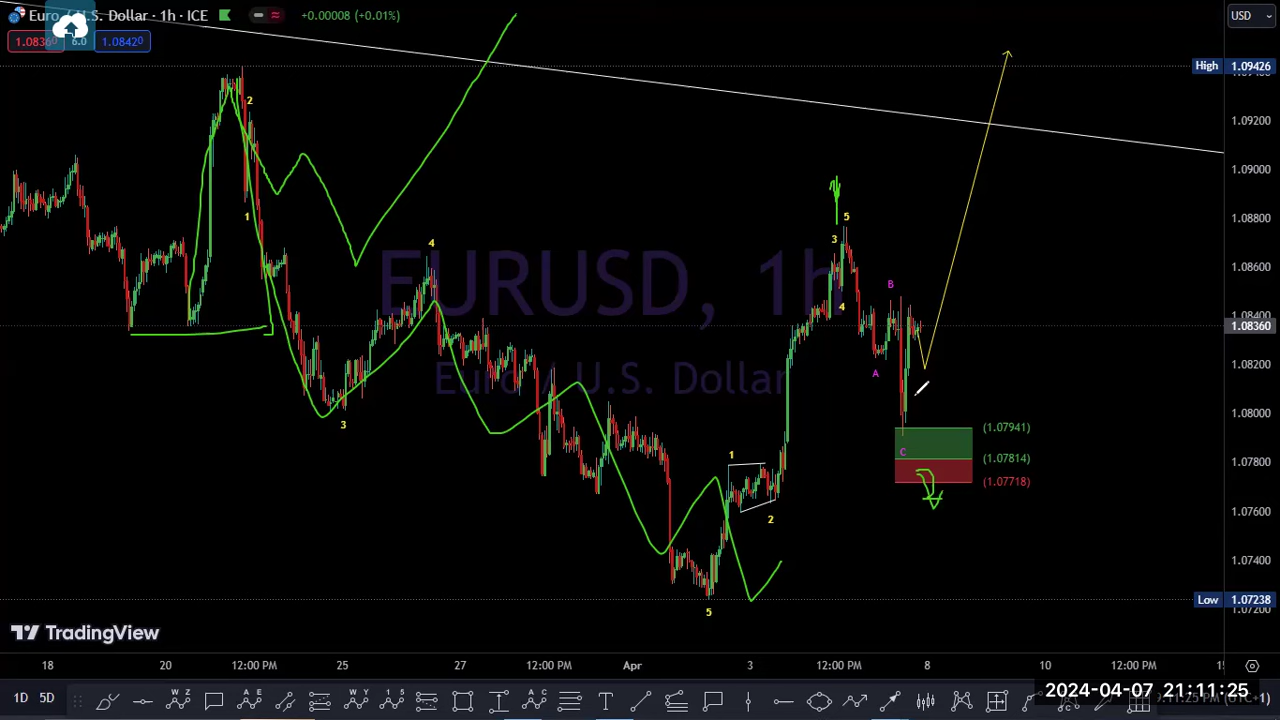 Euro / U.S. Dollar · 1h · ICE
+0.00008 (+0.01%)
USD
6.0
1.08420
High 1.09426
1.09200
1.09000
1.08800
1.08600
1.08400
1.08360
1.08200
1.08000
1.07800
1.07600
1.07400
Low 1.07238
1.07200
EURUSD, 1h
Euro / U.S. Dollar
2
1
4
3
5
1
2
3
5
4
A
B
C
(1.07941)
(1.07814)
(1.07718)
TradingView
18
20
12:00 PM
25
27
12:00 PM
Apr
3
12:00 PM
8
10
12:00 PM
1D
5D
2024-04-07 21:11:25